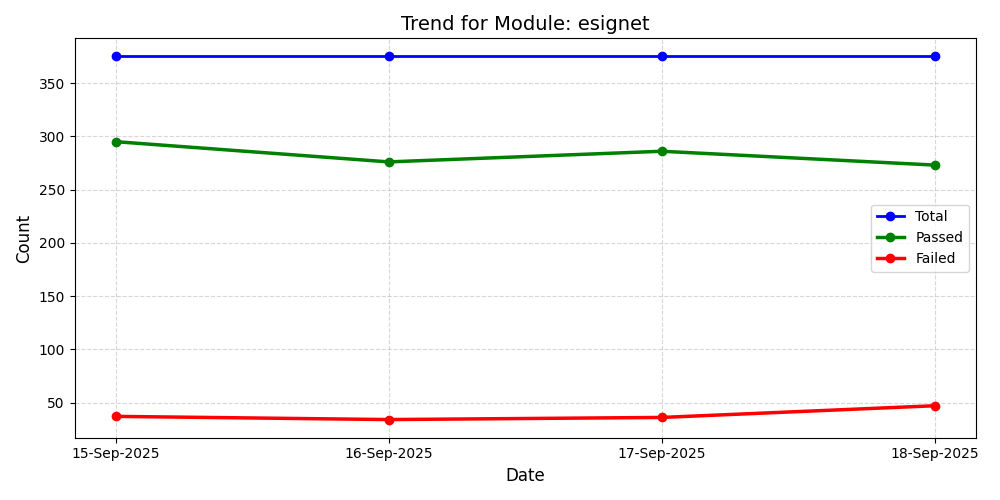 Trend for Module: esignet
350
300
250
200
150
100
50
Count
Total
Passed
Failed
15-Sep-2025
16-Sep-2025
17-Sep-2025
18-Sep-2025
Date